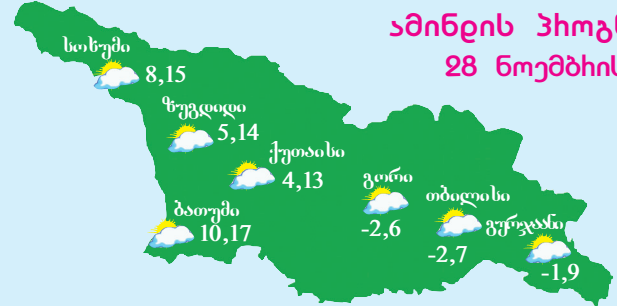 ამინდის
28 ნოემბრის
სოხუმი
8,15
ზუგდიდი
5,14
ქუთაისი
4,13
გორი
-2,6
თბილისი
-2,7
გურჯაანი
-1,9
ბათუმი
10,17